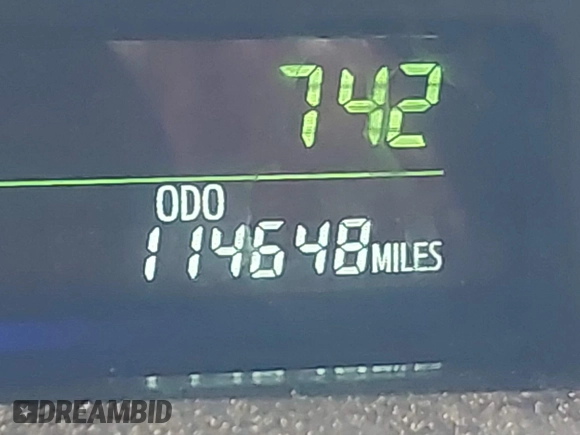 742
ODO
114648 MILES
DREAMBID